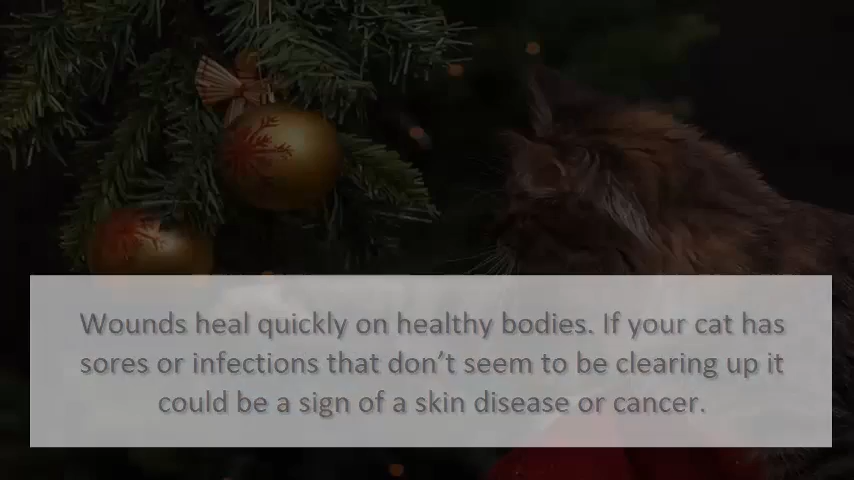 Wounds heal quickly on healthy bodies. If your cat has
sores or infections that don’t seem to be clearing up it
could be a sign of a skin disease or cancer.